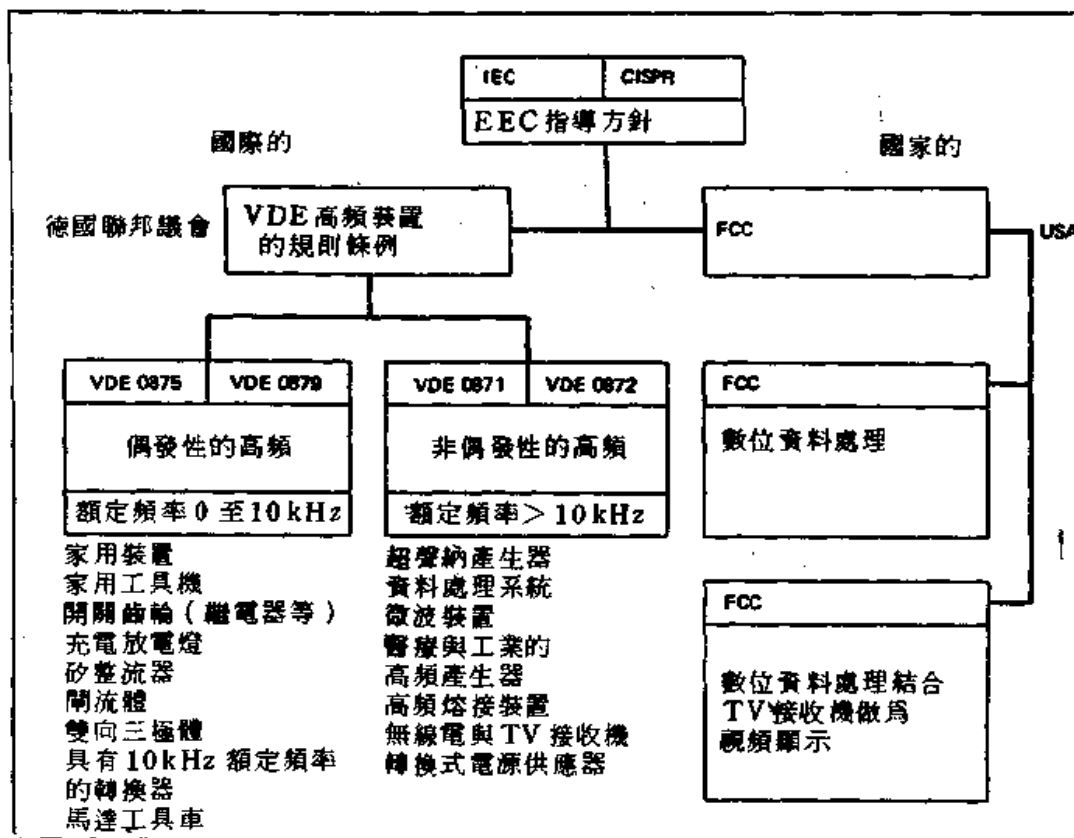 IEC
CISPR
EEC指導方針
國際的
國家的
德國聯邦議會
VDE高頻裝置
的規則條例
FCC
USA
VDE 0875
VDE 0879
偶發性的高頻
額定頻率0至10kHz
家用裝置
家用工具機
開關齒輪(繼電器等)
充電放電燈
矽整流器
閘流體
雙向三極體
具有10kHz額定頻率
的轉換器
馬達工具車
VDE 0871
VDE 0872
非偶發性的高頻
額定頻率>10kHz
超聲納產生器
資料處理系統
微波裝置
醫療與工業的
高頻產生器
高頻熔接裝置
無線電與TV接收機
轉換式電源供應器
FCC
數位資料處理
FCC
數位資料處理結合
TV接收機做爲
視頻顯示